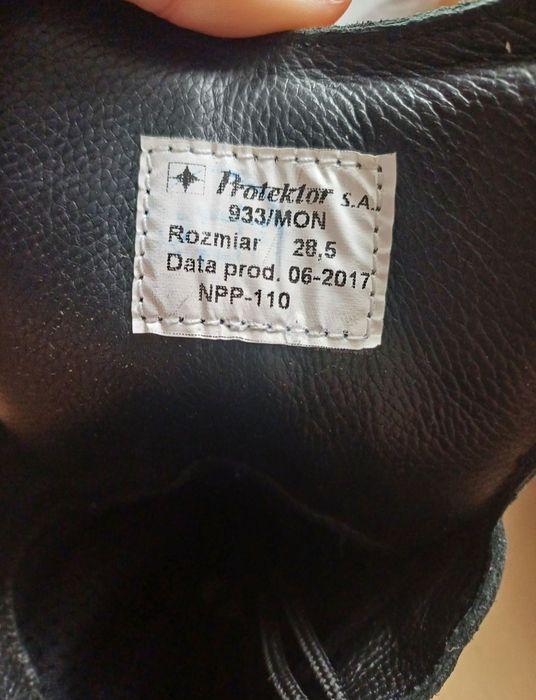 Protektor S.A.
933/MON
Rozmiar 28,5
Data prod. 06-2017
NPP-110